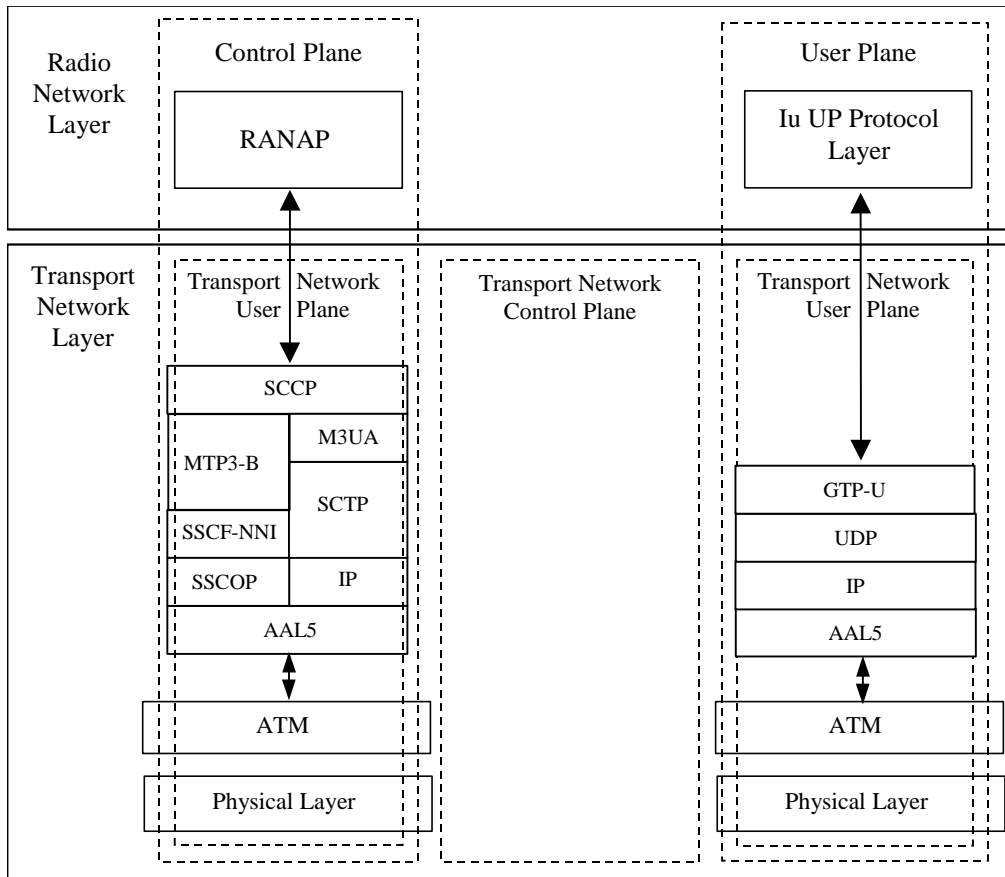 Radio
Network
Layer
Control Plane
RANAP
User Plane
Iu UP Protocol
Layer
Transport
Network
Layer
Transport Network
User Plane
SCCP
MTP3-B
M3UA
SCTP
SSCF-NNI
SSCOP
IP
AAL5
ATM
Physical Layer
Transport Network
Control Plane
Transport Network
User Plane
GTP-U
UDP
IP
AAL5
ATM
Physical Layer